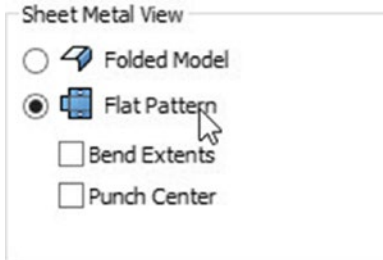 Sheet Metal View
Folded Model
Flat Pattern
Bend Extents
Punch Center